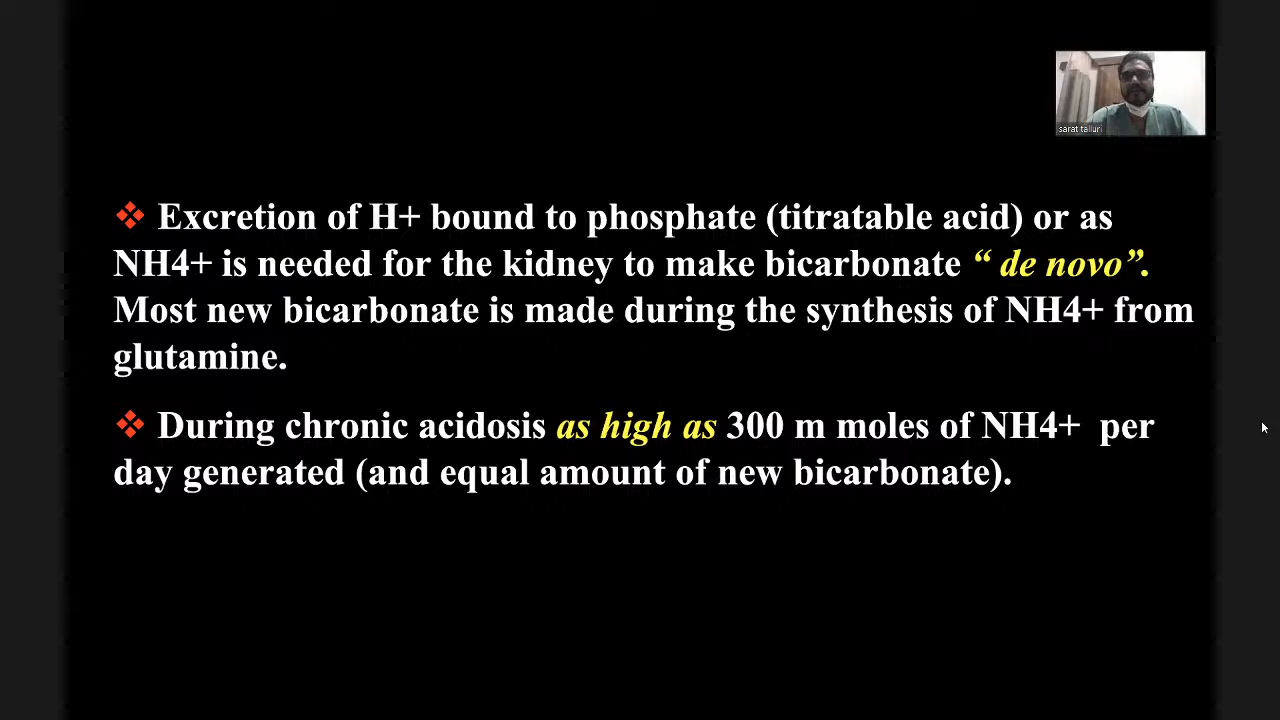 sarat talluri
❖ Excretion of H+ bound to phosphate (titratable acid) or as
NH4+ is needed for the kidney to make bicarbonate “ de novo”.
Most new bicarbonate is made during the synthesis of NH4+ from
glutamine.
❖ During chronic acidosis as high as 300 m moles of NH4+ per
day generated (and equal amount of new bicarbonate).